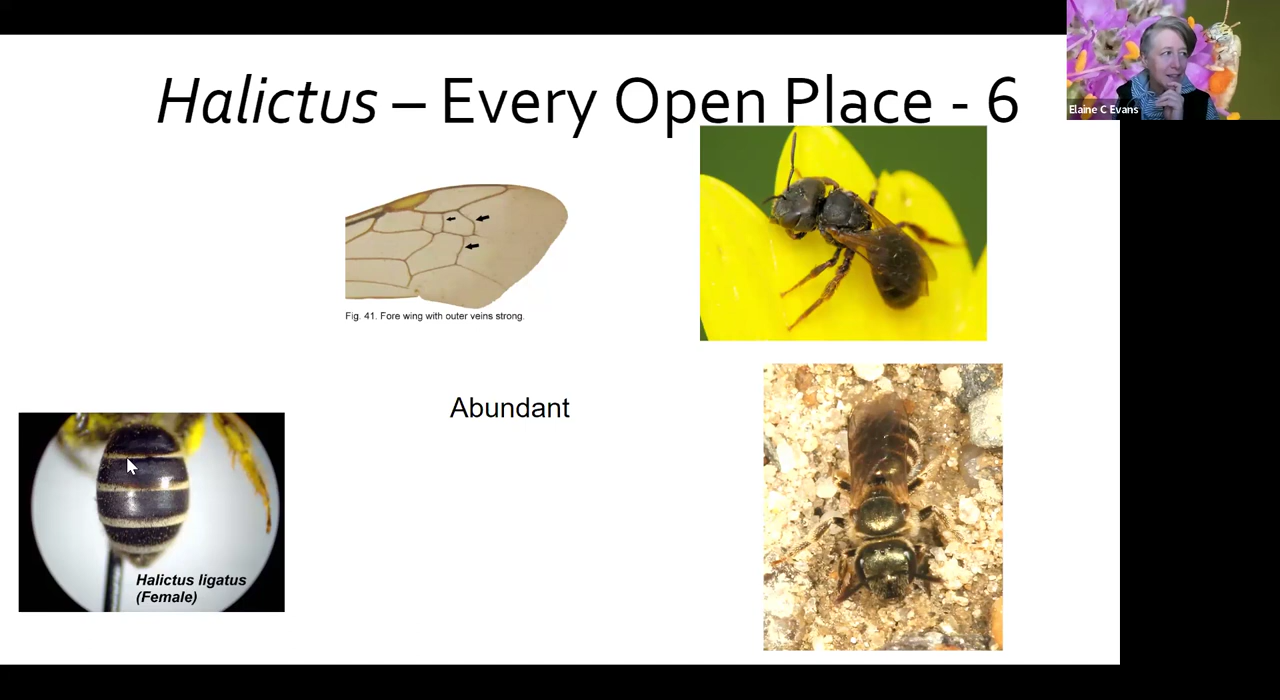 Halictus – Every Open Place - 6
Elaine C Evans
Fig. 41. Fore wing with outer veins strong.
Abundant
Halictus ligatus
(Female)